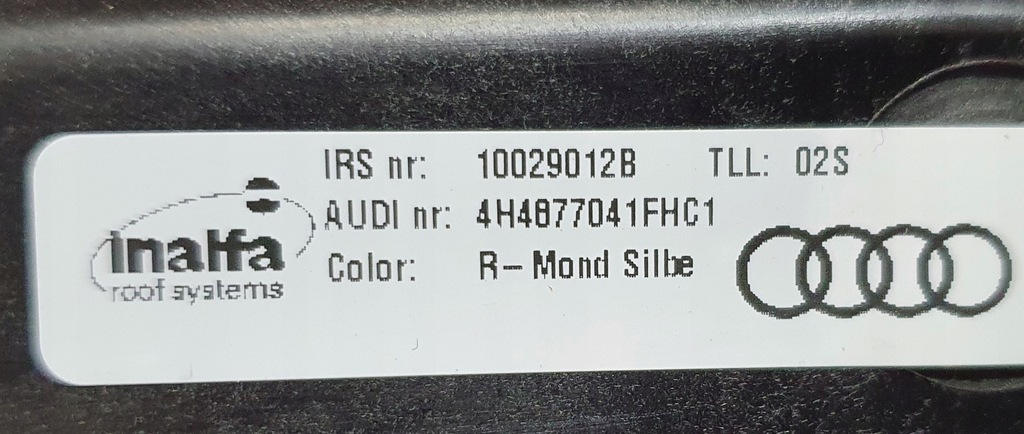 IRS nr: 10029012B TLL: 02S
AUDI nr: 4H4877041FHC1
Color: R-Mond Silbe
inalfa
roof systems